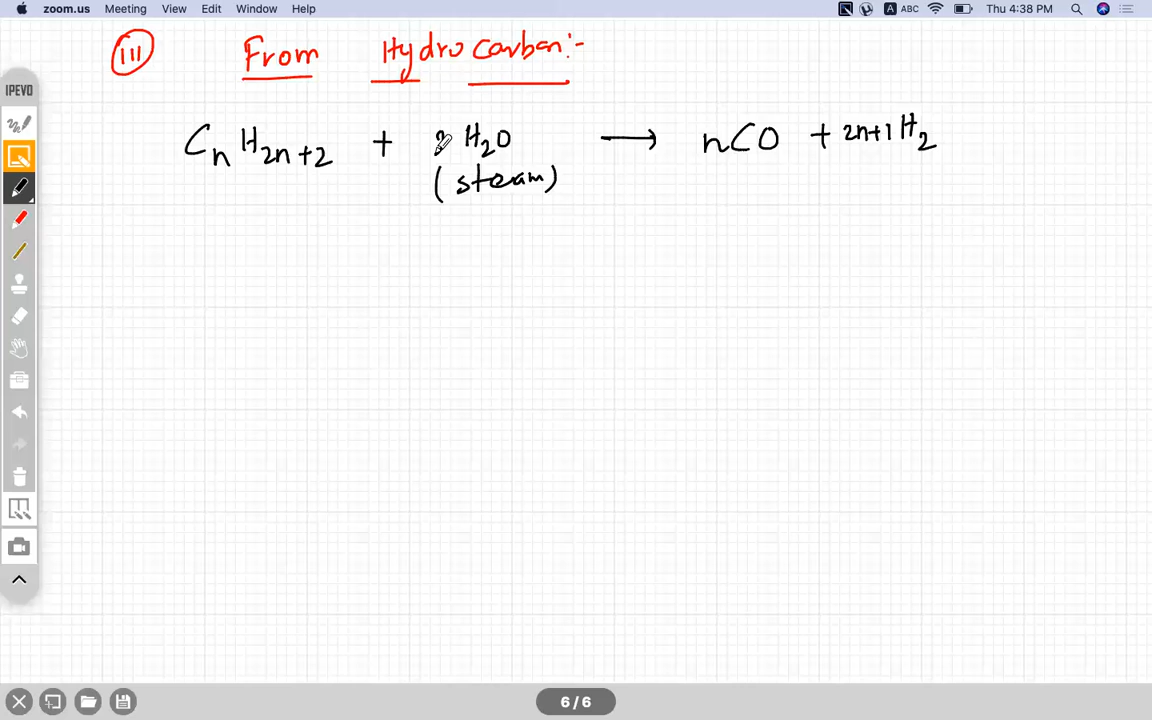 zoom.us Meeting View Edit Window Help A ABC Thu 4:38 PM
III From Hydrocarbon:-
IPEVO
CnH2n+2 + H2O → nCO + 2n+1 H2
(steam)
6/6